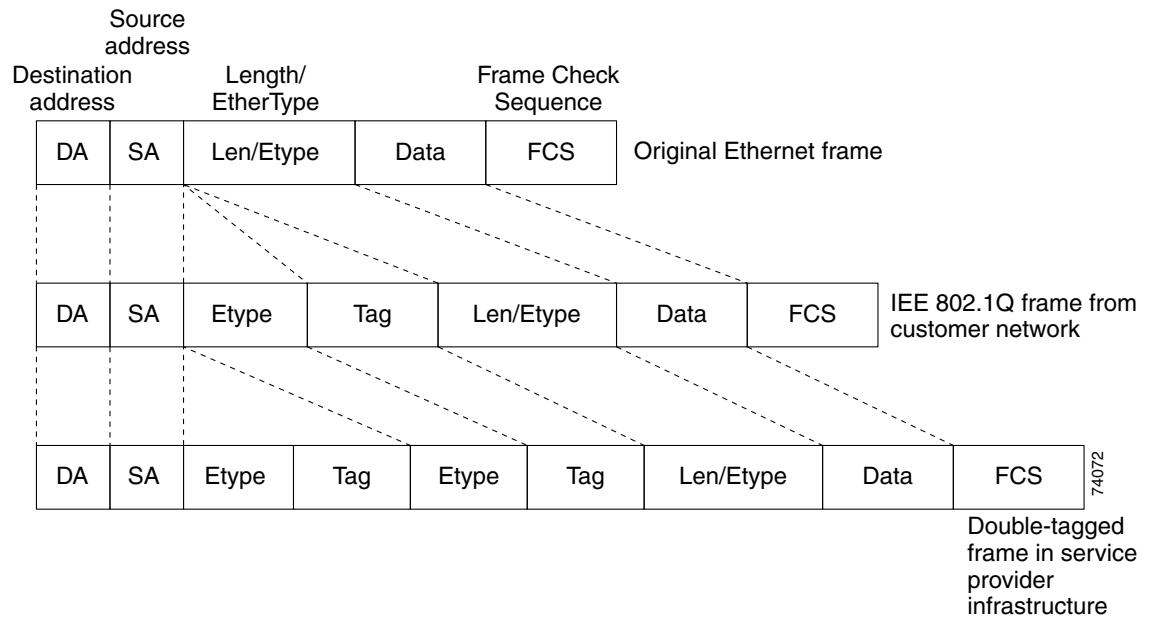 Source
address
Destination
address
Length/
EtherType
Frame Check
Sequence
DA SA Len/Etype Data FCS Original Ethernet frame
DA SA Etype Tag Len/Etype Data FCS
IEE 802.1Q frame from
customer network
DA SA Etype Tag Etype Tag Len/Etype Data FCS
74072
Double-tagged
frame in service
provider
infrastructure